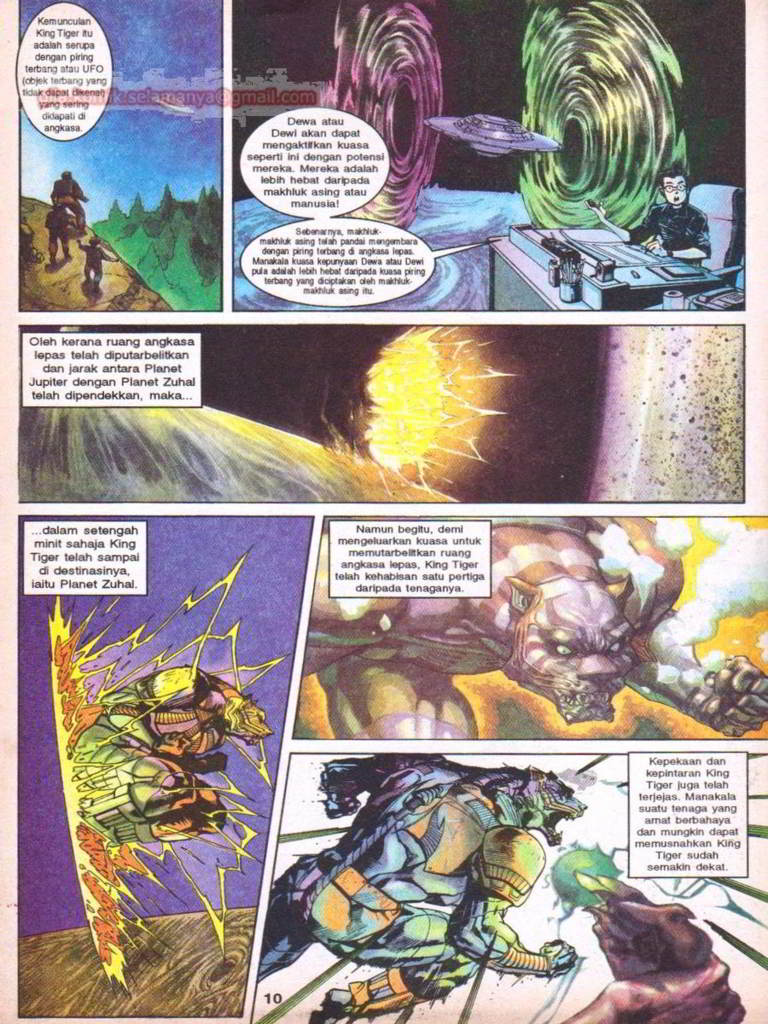 Kemunculan
King Tiger itu
adalah serupa
dengan piring
terbang atau UFO
(objek terbang yang
tidak dapat dikenali)
yang sering
didapati di
angkasa.
selamanya@gmail.com
Dewa atau
Dewi akan dapat
mengaktifkan kuasa
seperti ini dengan potensi
mereka. Mereka adalah
lebih hebat daripada
makhluk asing atau
manusia!
Sebenarnya, makhluk-
makhluk asing telah pandai mengembara
dengan piring terbang di angkasa lepas.
Manakala kuasa kepunyaan Dewa atau Dewi
pula adalah lebih hebat daripada kuasa piring
terbang yang diciptakan oleh makhluk-
makhluk asing itu.
Oleh kerana ruang angkasa
lepas telah diputarbelitkan
dan jarak antara Planet
Jupiter dengan Planet Zuhal
telah dipendekkan, maka...
...dalam setengah
minit sahaja King
Tiger telah sampai
di destinasinya,
iaitu Planet Zuhal.
Namun begitu, demi
mengeluarkan kuasa untuk
memutarbelitkan ruang
angkasa lepas, King Tiger
telah kehabisan satu pertiga
daripada tenaganya.
Kepekaan dan
kepintaran King
Tiger juga telah
terjejas. Manakala
suatu tenaga yang
amat berbahaya
dan mungkin dapat
memusnahkan King
Tiger sudah
semakin dekat.
10